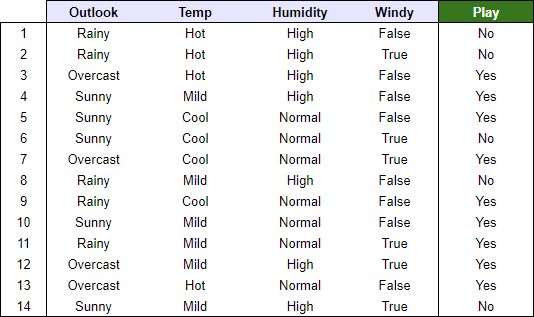 Outlook Temp Humidity Windy Play
1 Rainy Hot High False No
2 Rainy Hot High True No
3 Overcast Hot High False Yes
4 Sunny Mild High False Yes
5 Sunny Cool Normal False Yes
6 Sunny Cool Normal True No
7 Overcast Cool Normal True Yes
8 Rainy Mild High False No
9 Rainy Cool Normal False Yes
10 Sunny Mild Normal False Yes
11 Rainy Mild Normal True Yes
12 Overcast Mild High True Yes
13 Overcast Hot Normal False Yes
14 Sunny Mild High True No